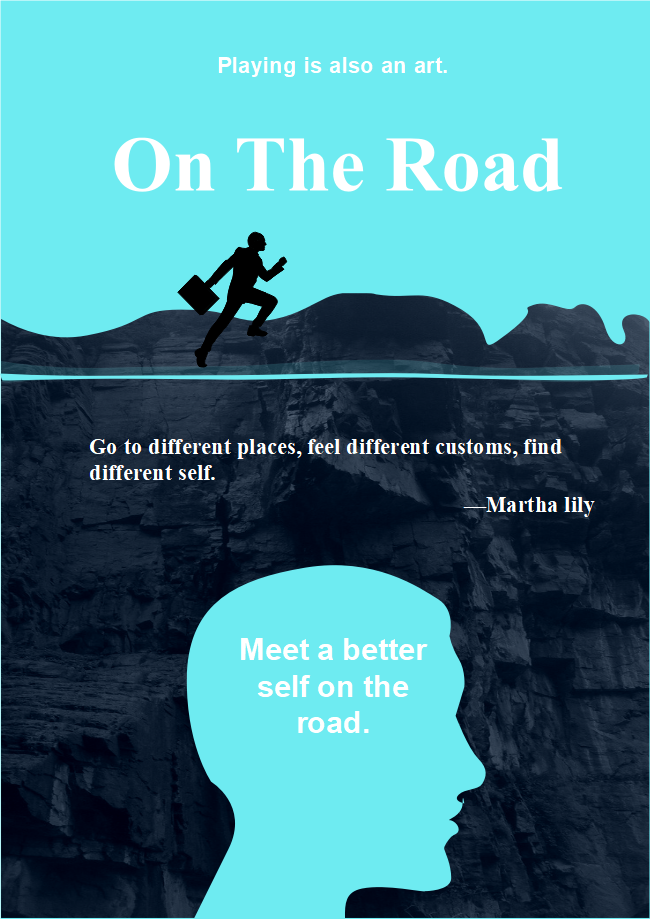 Playing is also an art.
On The Road
Go to different places, feel different customs, find
different self.
—Martha lily
Meet a better
self on the
road.